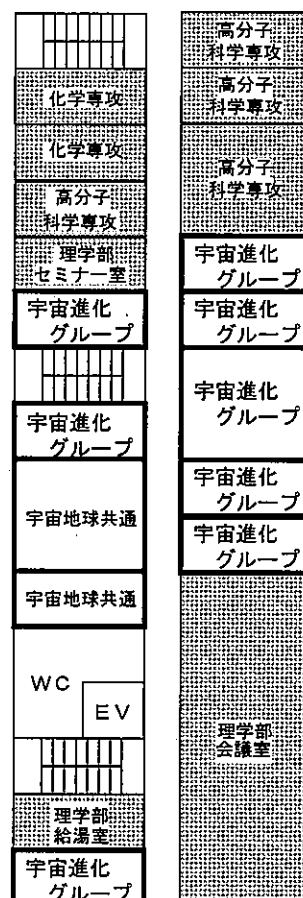 化学専攻
化学専攻
高分子
科学専攻
理学部
セミナー室
宇宙進化
グループ
宇宙進化
グループ
宇宙地球共通
宇宙地球共通
WC
EV
理学部
給湯室
宇宙進化
グループ
高分子
科学専攻
高分子
科学専攻
高分子
科学専攻
宇宙進化
グループ
宇宙進化
グループ
宇宙進化
グループ
宇宙進化
グループ
宇宙進化
グループ
理学部
会議室